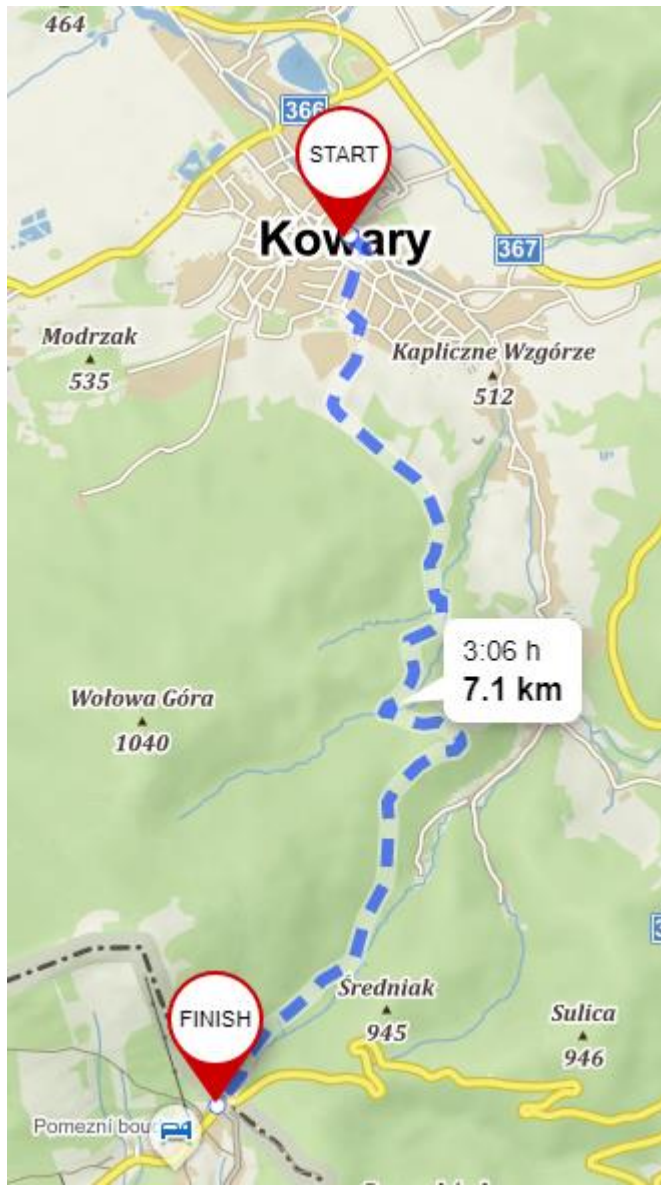 464
366
START
Kowary
367
Modrzak
535
Kapliczne Wzgórze
512
3:06 h
7.1 km
Wołowa Góra
1040
Średniak
945
FINISH
Sulica
946
Pomezní bou